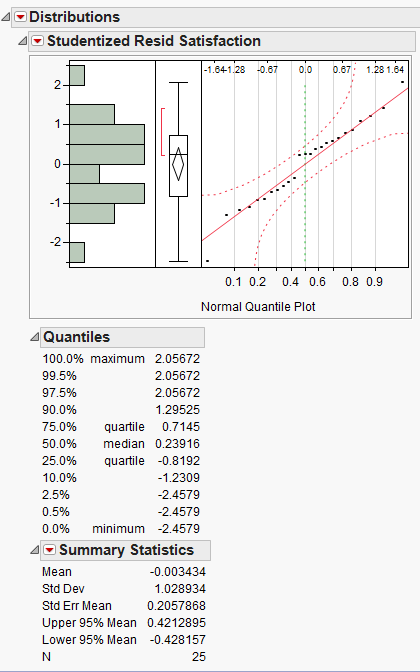 Distributions
Studentized Resid Satisfaction
-1.64 -1.28 -0.67 0.0 0.67 1.28 1.64
2
1
0
-1
-2
0.1 0.2 0.4 0.6 0.8 0.9
Normal Quantile Plot
Quantiles
100.0% maximum 2.05672
99.5% 2.05672
97.5% 2.05672
90.0% 1.29525
75.0% quartile 0.7145
50.0% median 0.23916
25.0% quartile -0.8192
10.0% -1.2309
2.5% -2.4579
0.5% -2.4579
0.0% minimum -2.4579
Summary Statistics
Mean -0.003434
Std Dev 1.028934
Std Err Mean 0.2057868
Upper 95% Mean 0.4212895
Lower 95% Mean -0.428157
N 25